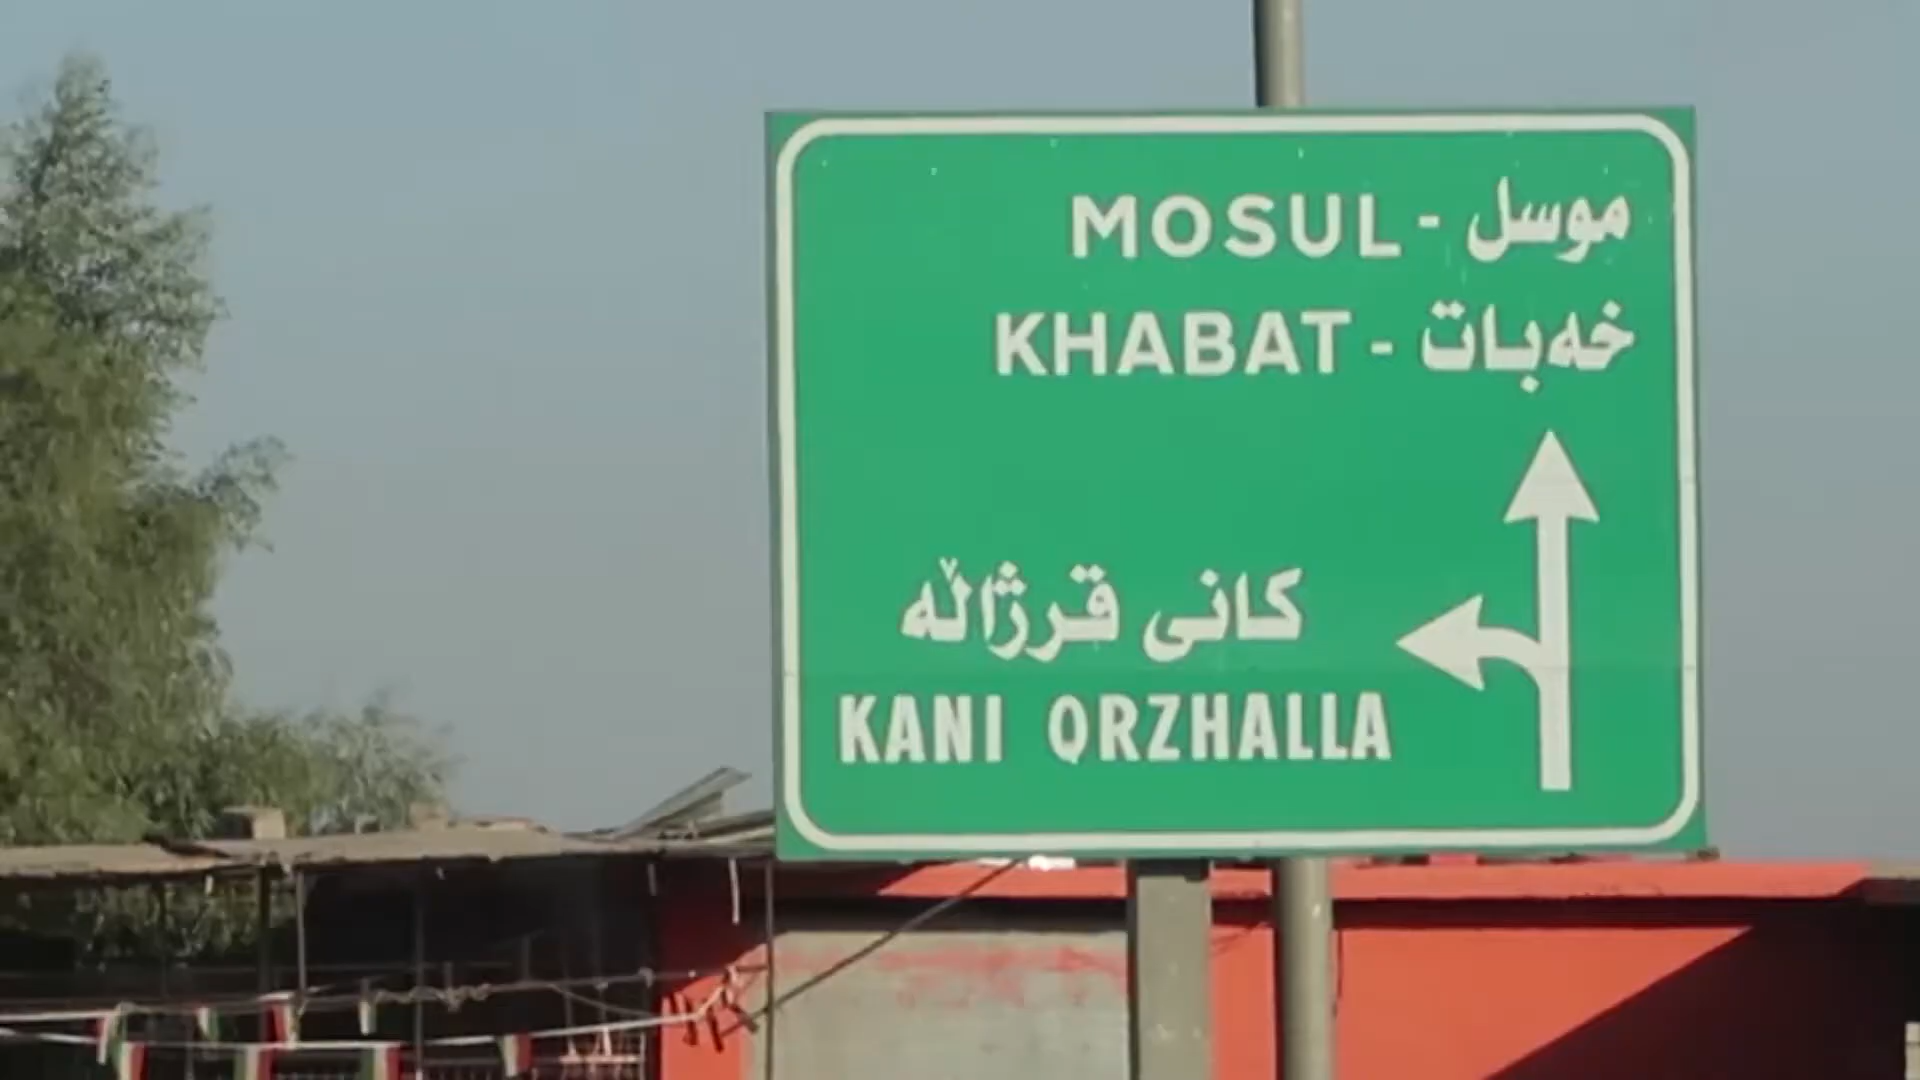 MOSUL - موسل
KHABAT - خەبات
کانی قرژاڵە
KANI QRZHALLA